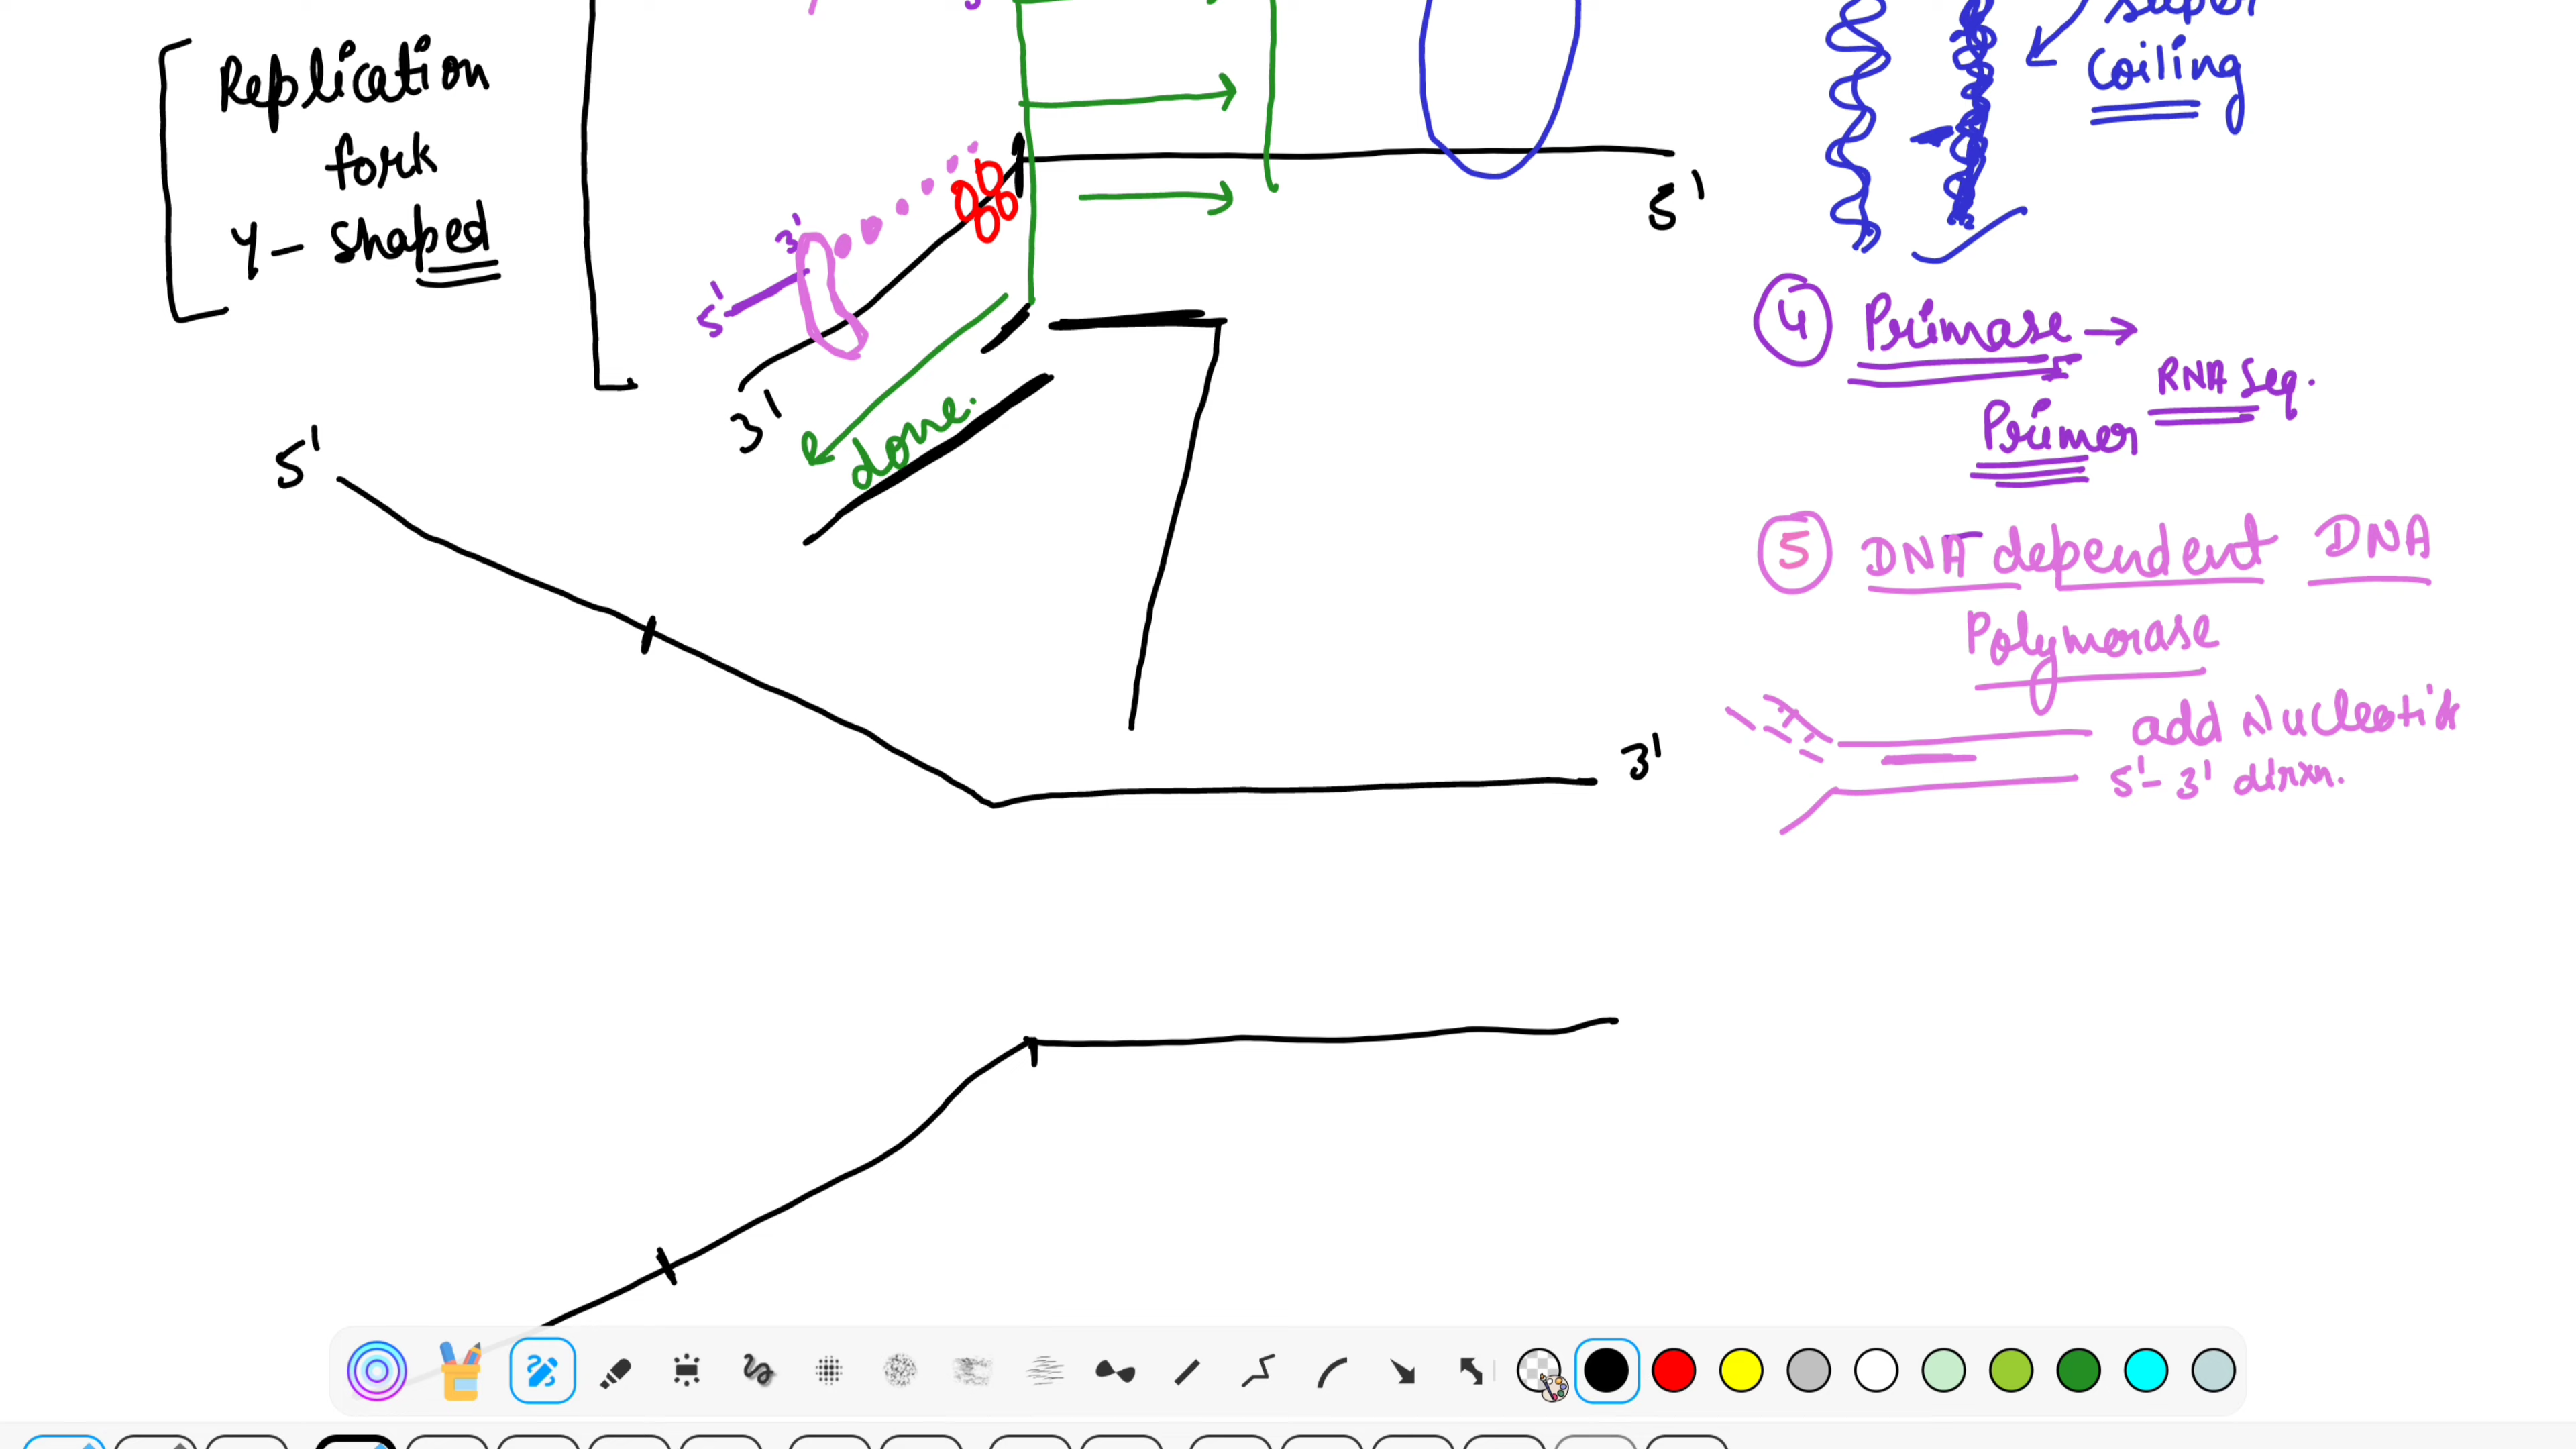 Super
Coiling
Replication
fork
Y - shaped
5'
3'
5'
3'
done.
5'
3'
④ Primase →
RNA Seq.
Primer
⑤ DNA dependent DNA
Polymerase
add Nucleotide
5'- 3' dirxn.